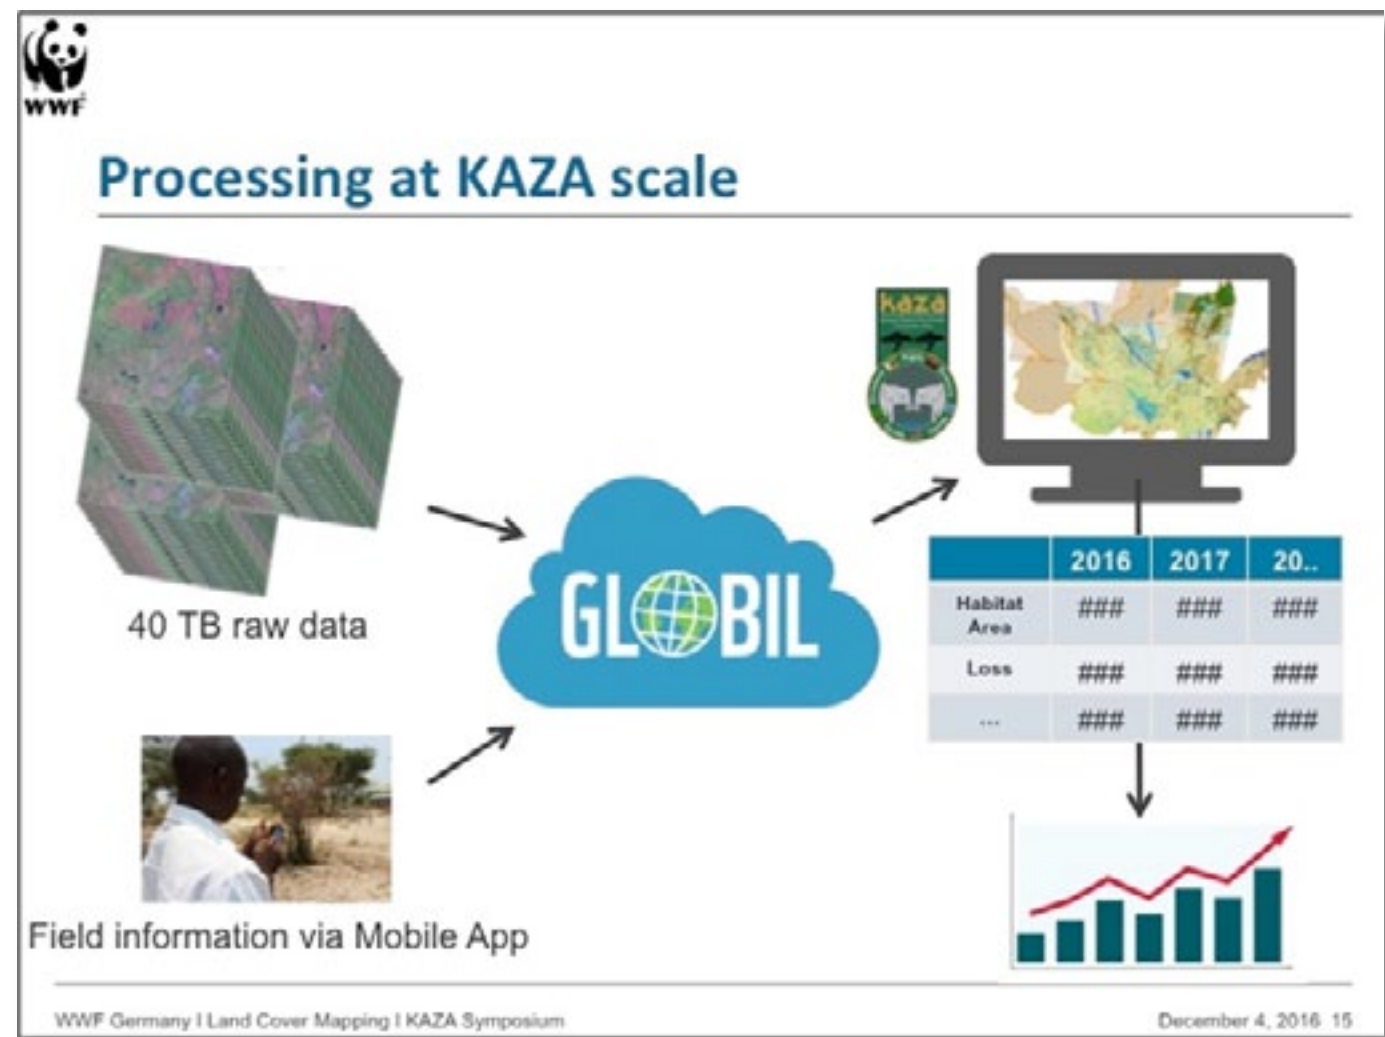 WWF
Processing at KAZA scale
kaza
40 TB raw data
GLOBIL
2016 2017 20..
Habitat Area ### ### ###
Loss ### ### ###
... ### ### ###
Field information via Mobile App
WWF Germany I Land Cover Mapping I KAZA Symposium
December 4, 2016 15